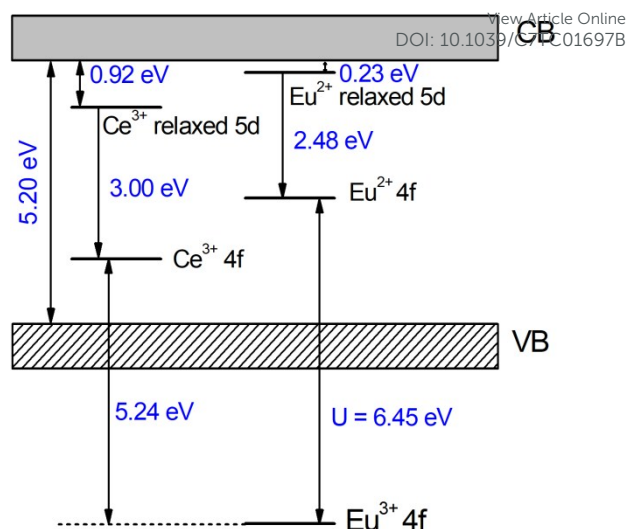 View Article Online
CB
DOI: 10.1039/C7TC01697B
0.92 eV
0.23 eV
Eu²⁺ relaxed 5d
Ce³⁺ relaxed 5d
2.48 eV
5.20 eV
3.00 eV
Eu²⁺ 4f
Ce³⁺ 4f
VB
5.24 eV
U = 6.45 eV
Eu³⁺ 4f